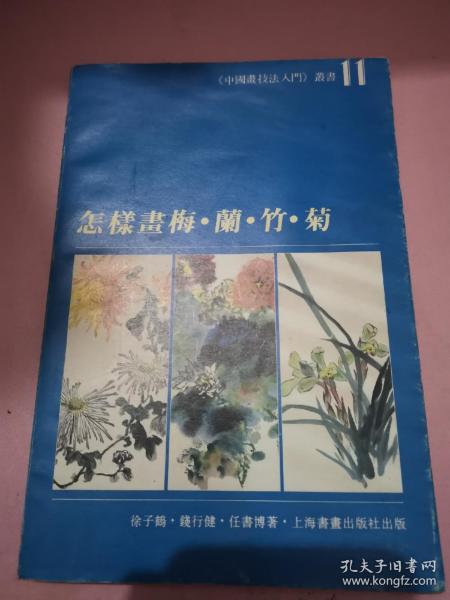 《中國畫技法入門》叢書 11
怎樣畫梅·蘭·竹·菊
徐子鶴，錢行健·任書博著·上海書畫出版社出版
孔夫子旧书网
kongfz.com